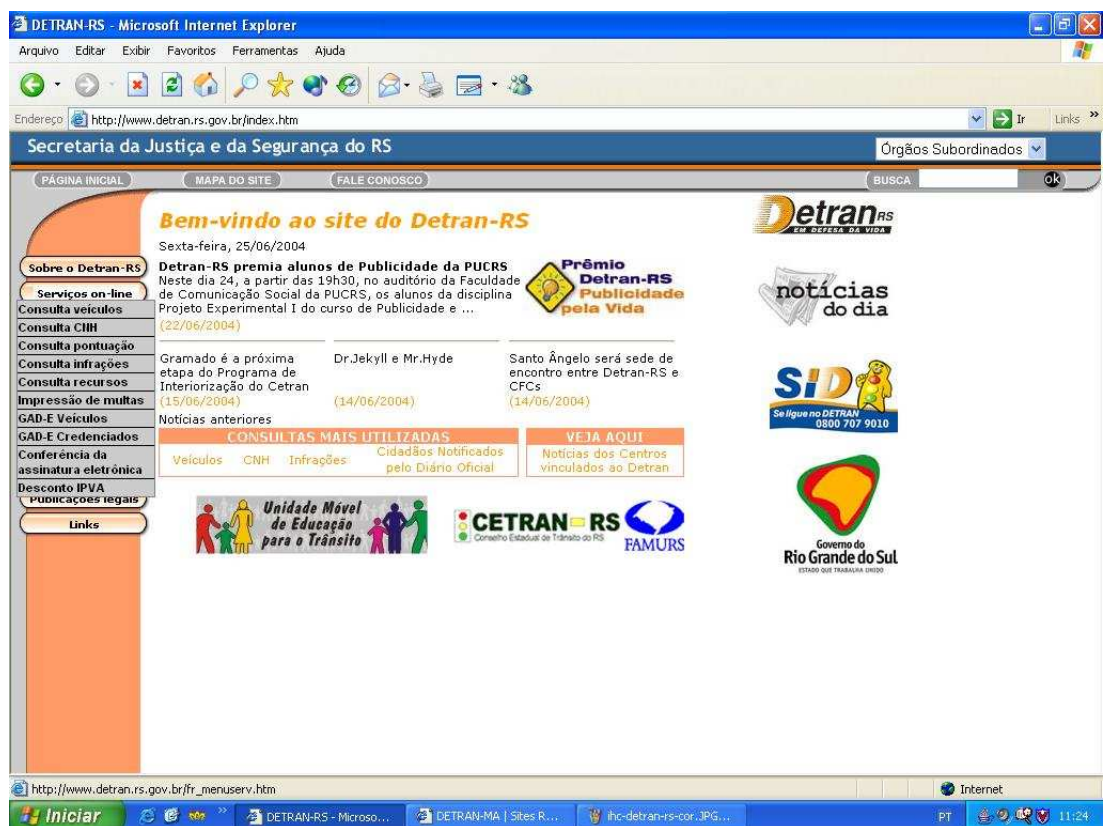 DETRAN-RS - Microsoft Internet Explorer
Arquivo Editar Exibir Favoritos Ferramentas Ajuda
Endereço http://www.detran.rs.gov.br/index.htm Ir Links »
Secretaria da Justiça e da Segurança do RS Órgãos Subordinados
PÁGINA INICIAL MAPA DO SITE FALE CONOSCO BUSCA ok
Bem-vindo ao site do Detran-RS
Sexta-feira, 25/06/2004
Detran-RS premia alunos de Publicidade da PUCRS
Neste dia 24, a partir das 19h30, no auditório da Faculdade
de Comunicação Social da PUCRS, os alunos da disciplina
Projeto Experimental I do curso de Publicidade e ...
(22/06/2004)
Prêmio
Detran-RS
Publicidade
pela Vida
Gramado é a próxima
etapa do Programa de
Interiorização do Cetran
(15/06/2004)
Dr.Jekyll e Mr.Hyde
(14/06/2004)
Santo Ângelo será sede de
encontro entre Detran-RS e
CFCs
(14/06/2004)
Notícias anteriores
CONSULTAS MAIS UTILIZADAS
Veículos CNH Infrações
Cidadãos Notificados
pelo Diário Oficial
VEJA AQUI
Notícias dos Centros
vinculados ao Detran
Unidade Móvel
de Educação
para o Trânsito
CETRAN RS
Conselho Estadual de Trânsito do RS
FAMURS
Sobre o Detran-RS
Serviços on-line
Consulta veículos
Consulta CNH
Consulta pontuação
Consulta infrações
Consulta recursos
Impressão de multas
GAD-E Veículos
GAD-E Credenciados
Conferência da
assinatura eletrônica
Desconto IPVA
Publicações legais
Links
Detran RS
EM DEFESA DA VIDA
notícias
do dia
SiD
Se ligue no DETRAN
0800 707 9010
Governo do
Rio Grande do Sul
ESTADO QUE TRABALHA UNIDO
http://www.detran.rs.gov.br/fr_menuserv.htm Internet
Iniciar » DETRAN-RS - Microso... DETRAN-MA | Sites R... ihc-detran-rs-cor.JPG... PT 11:24